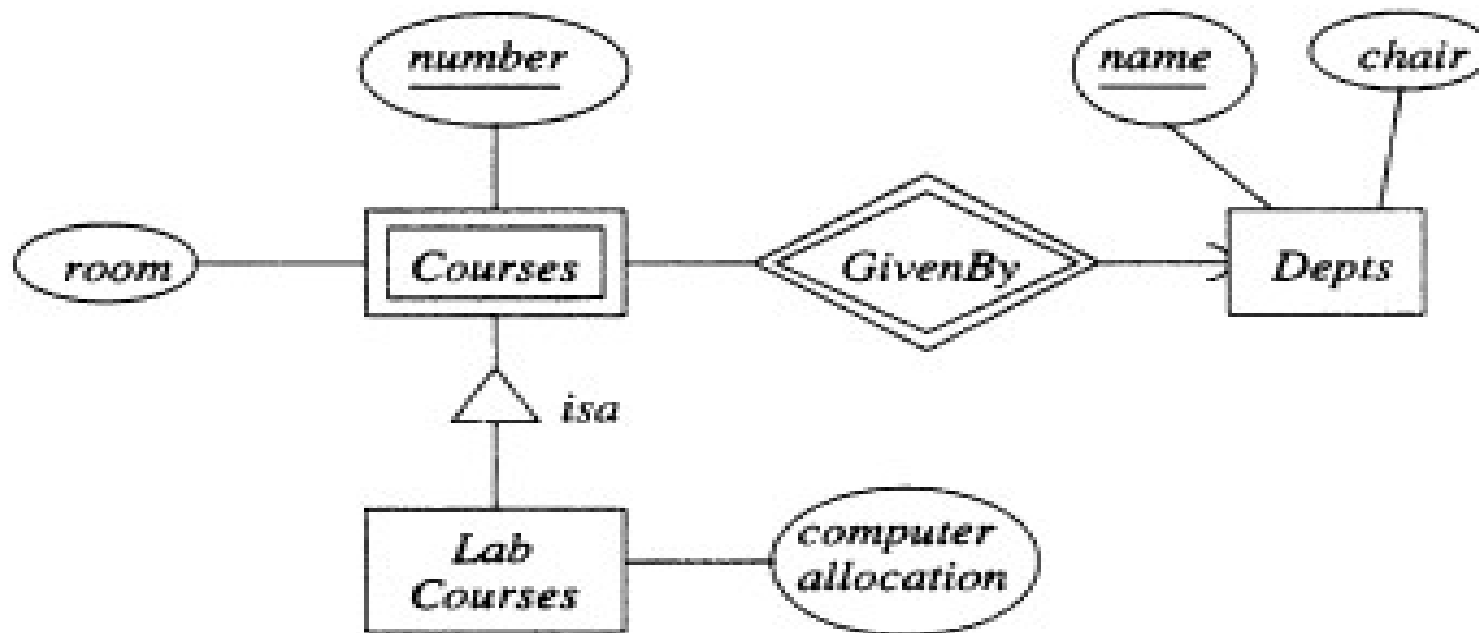 number
name
chair
room
Courses
GivenBy
Depts
isa
Lab
Courses
computer
allocation